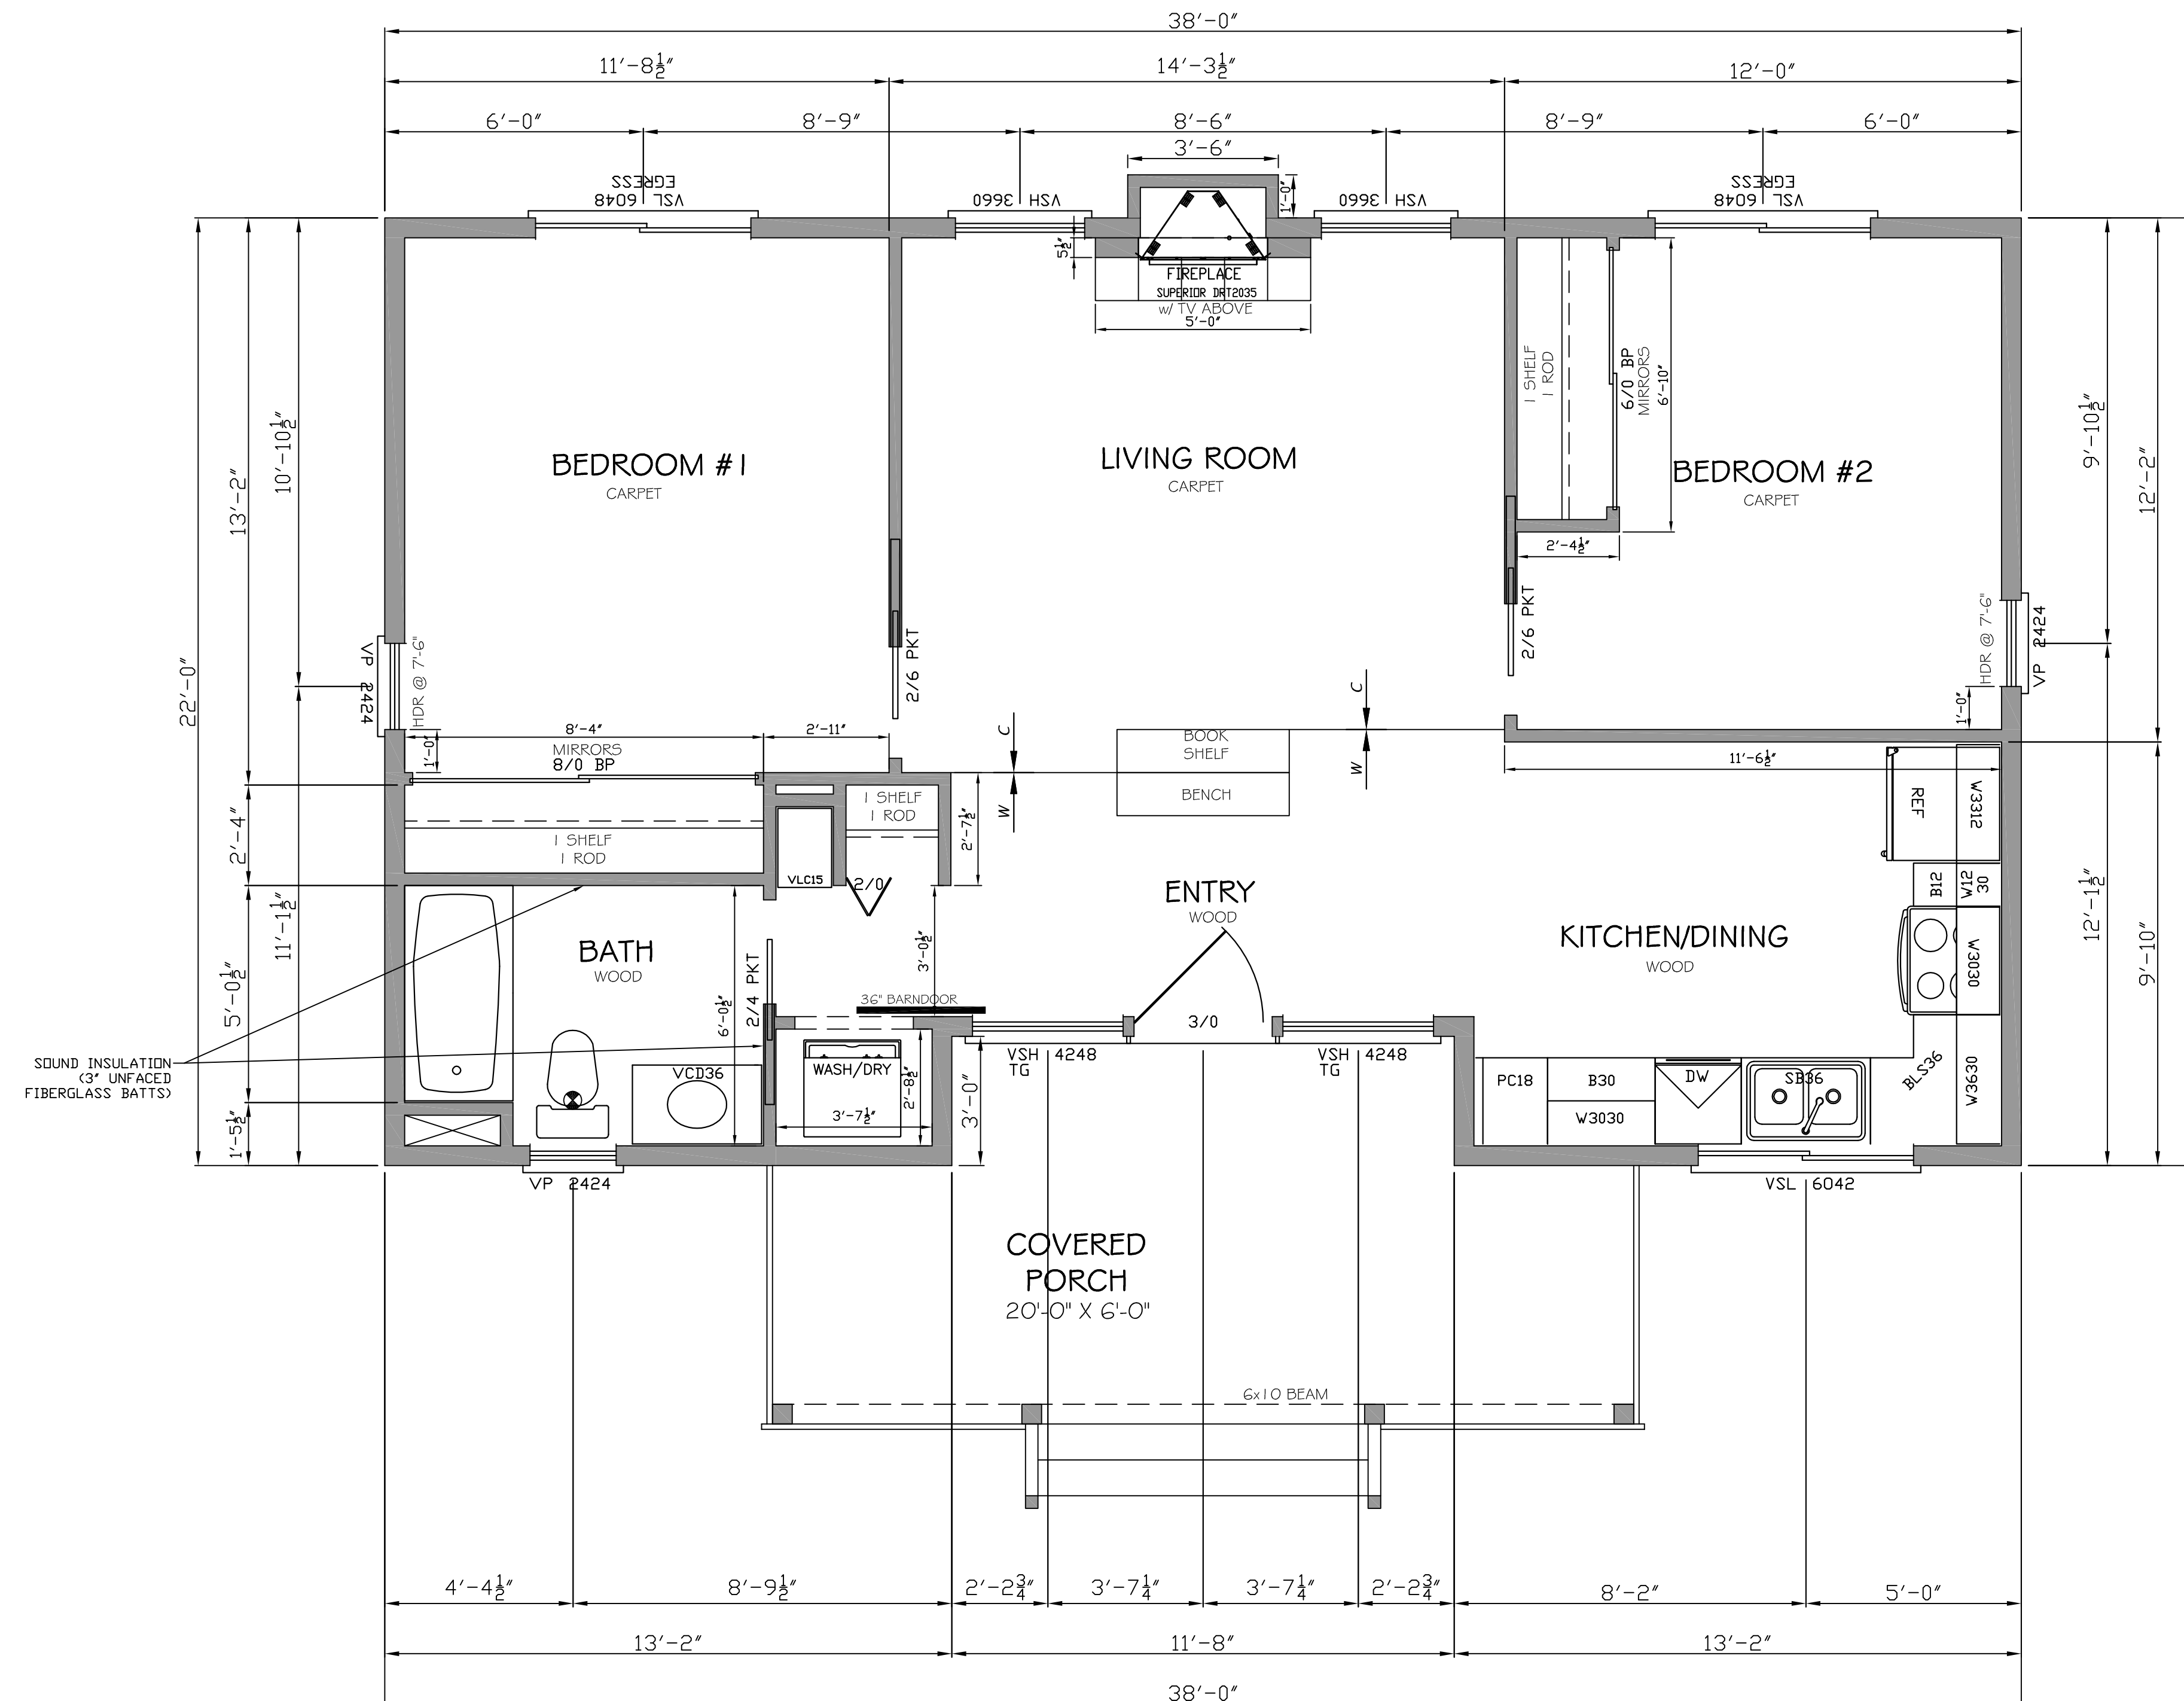 38'-0"
11'-8½"
14'-3½"
12'-0"
6'-0"
8'-9"
8'-6"
8'-9"
6'-0"
3'-6"
VSL 6048
EGRESS
VSH 3660
1'-0"
VSH 3660
VSL 6048
EGRESS
5½"
FIREPLACE
SUPERIOR DRT2035
w/ TV ABOVE
5'-0"
1 SHELF
1 ROD
6/0 BP
MIRRORS
6'-10"
BEDROOM #1
CARPET
LIVING ROOM
CARPET
BEDROOM #2
CARPET
2'-4½"
22'-0"
13'-2"
10'-10½"
9'-10½"
12'-2"
VP 2424
HDR @ 7'-6"
2/6 PKT
2/6 PKT
HDR @ 7'-6"
VP 2424
1'-0"
8'-4"
2'-11"
MIRRORS
8/0 BP
1'-0"
C
W
BOOK
SHELF
BENCH
C
W
11'-6½"
1 SHELF
1 ROD
1 SHELF
1 ROD
2'-7½"
REF
W3312
2'-4"
11'-1½"
VLC15
2/0
B12
W12
30
12'-1½"
9'-10"
ENTRY
WOOD
BATH
WOOD
KITCHEN/DINING
WOOD
W3030
3'-0½"
5'-0½"
6'-0½"
2/4 PKT
36" BARNDOOR
3/0
SOUND INSULATION
(3" UNFACED
FIBERGLASS BATTS)
VSH 4248
TG
VSH 4248
TG
VCD36
WASH/DRY
2'-8½"
3'-7½"
3'-0"
PC18
B30
W3030
DW
SB36
BLS36
W3630
1'-5½"
VP 2424
VSL 6042
COVERED
PORCH
20'-0" X 6'-0"
6x10 BEAM
4'-4½"
8'-9½"
2'-2¾"
3'-7¼"
3'-7¼"
2'-2¾"
8'-2"
5'-0"
13'-2"
11'-8"
13'-2"
38'-0"